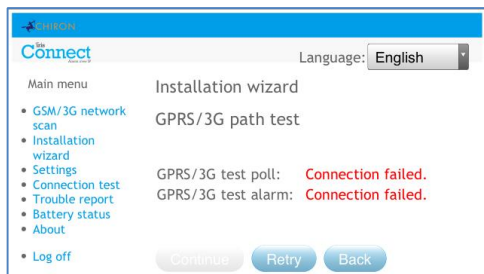 CHIRON
Connect
Language: English
Main menu
• GSM/3G network
scan
• Installation
wizard
• Settings
• Connection test
• Trouble report
• Battery status
• About
• Log off
Installation wizard
GPRS/3G path test
GPRS/3G test poll: Connection failed.
GPRS/3G test alarm: Connection failed.
Continue Retry Back